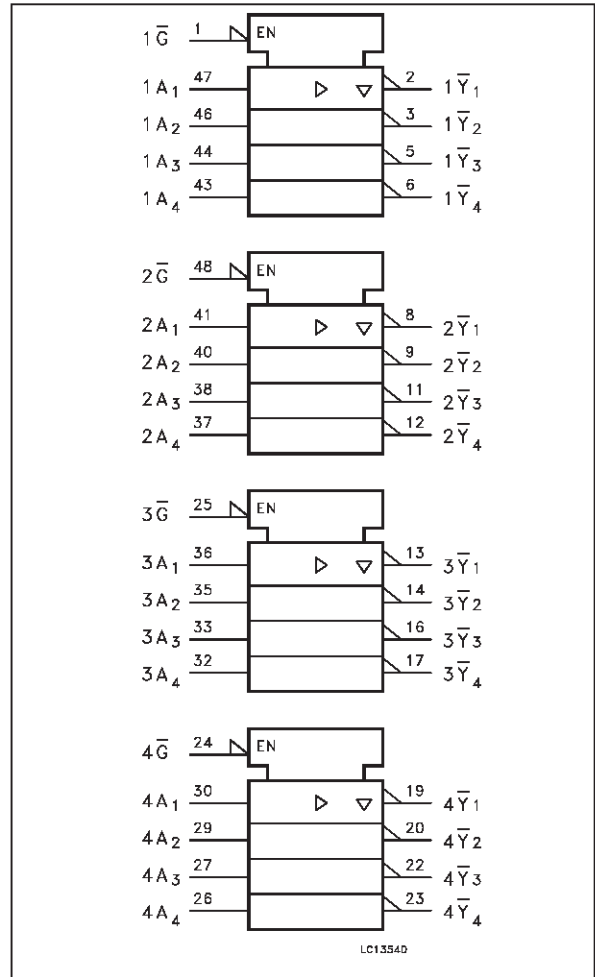 1G̅ 1 EN
1A₁ 47 2 1Y̅₁
1A₂ 46 3 1Y̅₂
1A₃ 44 5 1Y̅₃
1A₄ 43 6 1Y̅₄
2G̅ 48 EN
2A₁ 41 8 2Y̅₁
2A₂ 40 9 2Y̅₂
2A₃ 38 11 2Y̅₃
2A₄ 37 12 2Y̅₄
3G̅ 25 EN
3A₁ 36 13 3Y̅₁
3A₂ 35 14 3Y̅₂
3A₃ 33 16 3Y̅₃
3A₄ 32 17 3Y̅₄
4G̅ 24 EN
4A₁ 30 19 4Y̅₁
4A₂ 29 20 4Y̅₂
4A₃ 27 22 4Y̅₃
4A₄ 26 23 4Y̅₄
LC13540